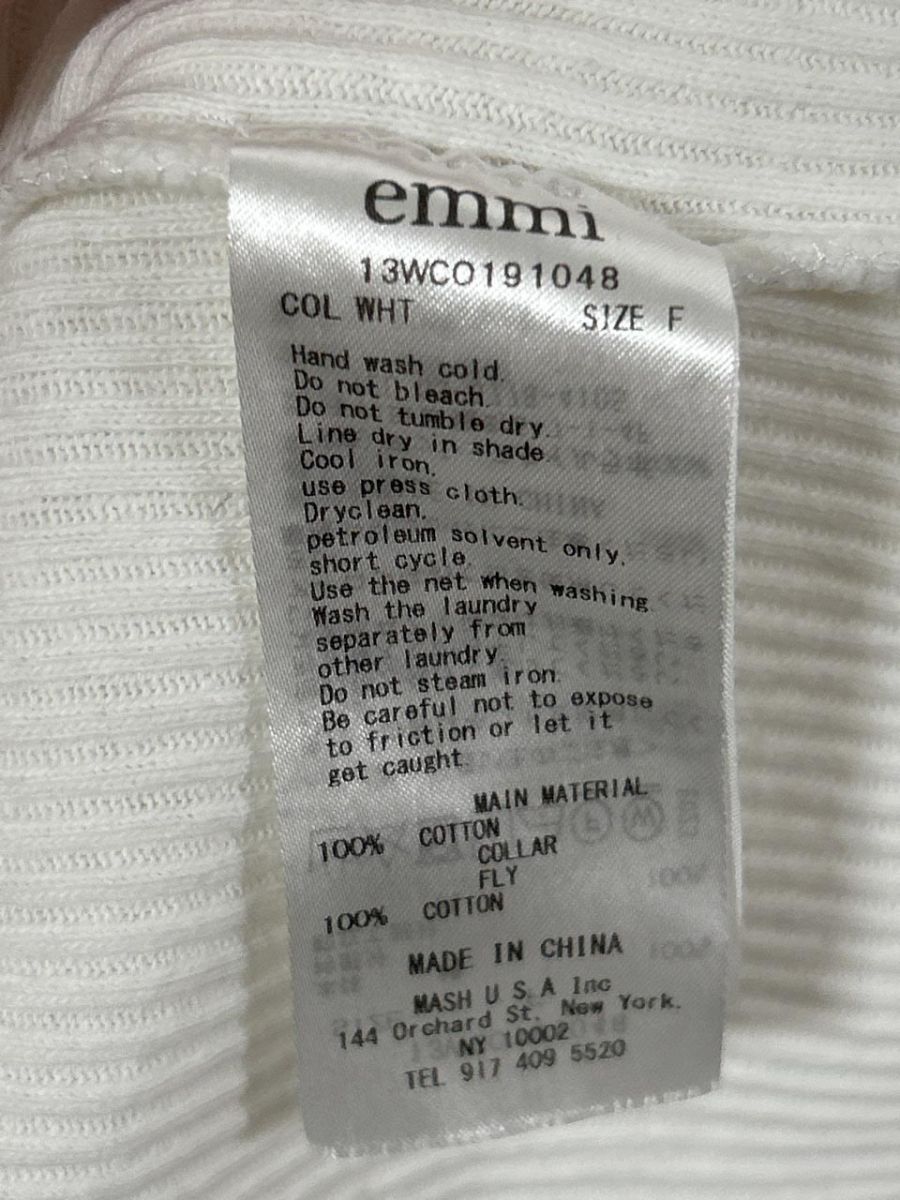 emmi
13WCO191048
COL WHT SIZE F
Hand wash cold.
Do not bleach.
Do not tumble dry.
Line dry in shade
Cool iron.
use press cloth.
Dryclean.
petroleum solvent only.
short cycle
Use the net when washing
Wash the laundry
separately from
other laundry.
Do not steam iron.
Be careful not to expose
to friction or let it
get caught.
MAIN MATERIAL
100% COTTON
COLLAR
FLY
100% COTTON
MADE IN CHINA
MASH U S A Inc
144 Orchard St. New York.
NY 10002
TEL 917 409 5520